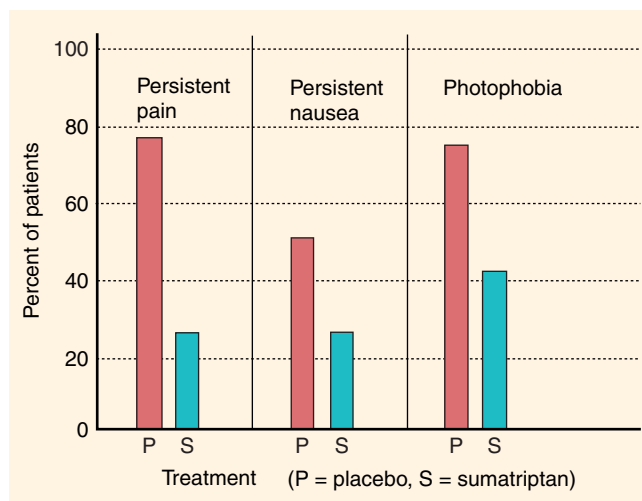 100
80
60
40
20
0
Percent of patients
Persistent
pain
Persistent
nausea
Photophobia
P S P S P S
Treatment (P = placebo, S = sumatriptan)